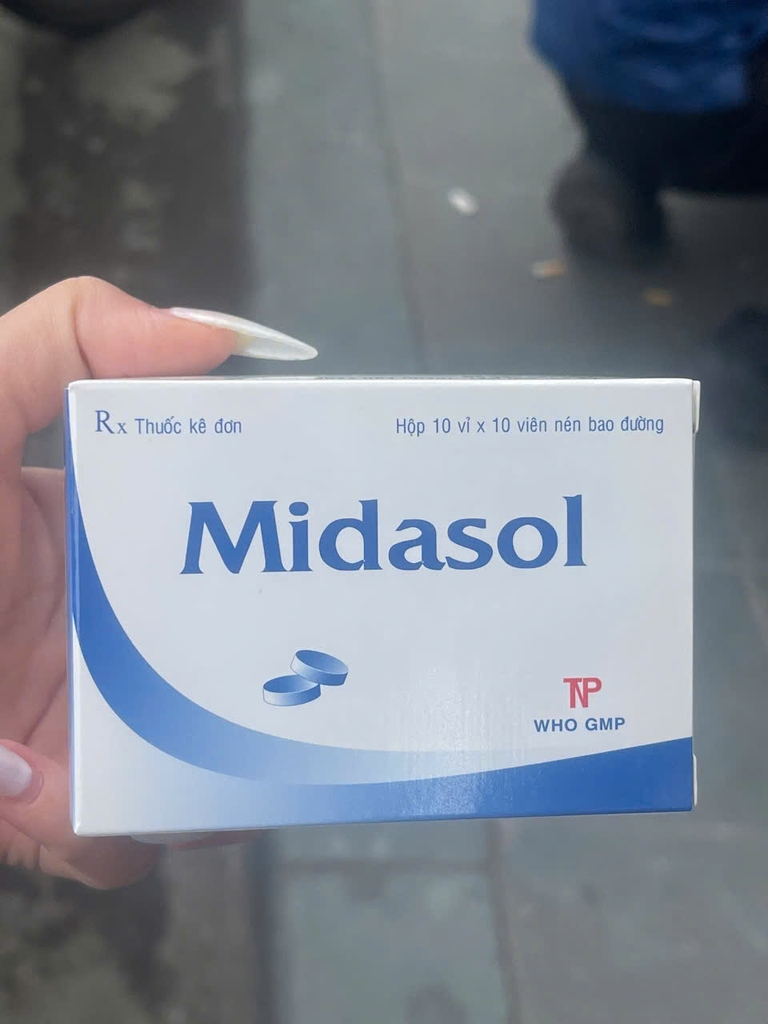 Rx Thuốc kê đơn
Hộp 10 vỉ x 10 viên nén bao đường
Midasol
TNP
WHO GMP